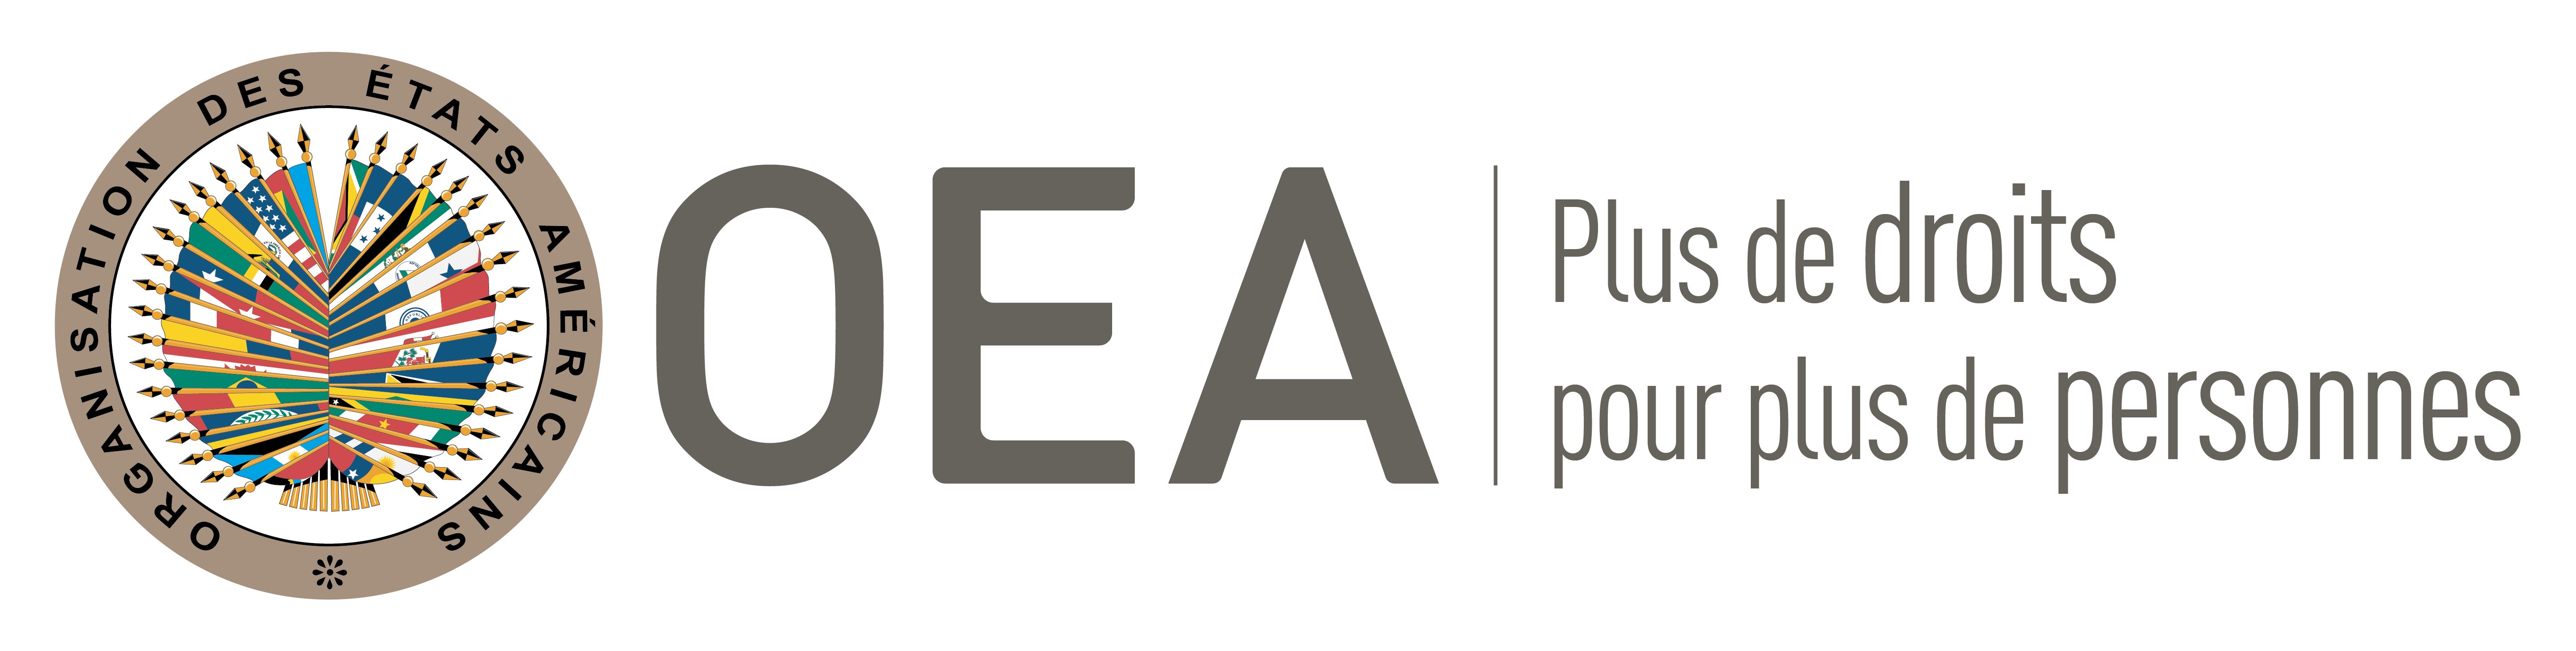 ORGANISATION DES ÉTATS AMÉRICAINS
OEA
Plus de droits
pour plus de personnes